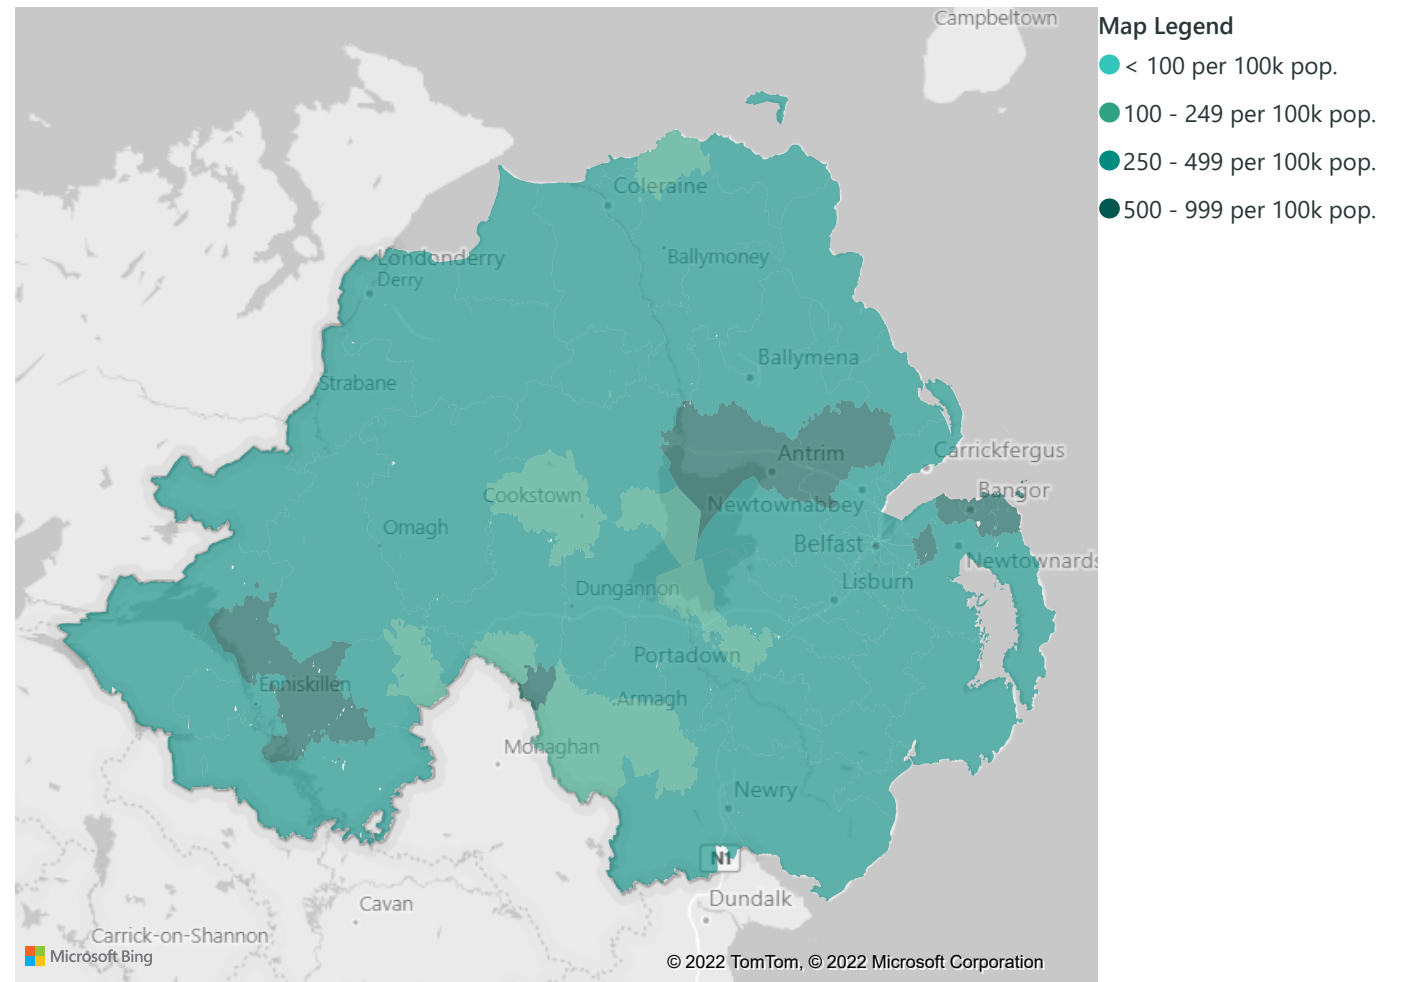 Campbeltown
Map Legend
< 100 per 100k pop.
100 - 249 per 100k pop.
250 - 499 per 100k pop.
500 - 999 per 100k pop.
Coleraine
Londonderry
Derry
Ballymoney
Ballymena
Strabane
Antrim
Carrickfergus
Cookstown
Bangor
Newtownabbey
Omagh
Belfast
Newtownards
Dungannon
Lisburn
Portadown
Enniskillen
Armagh
Monaghan
Newry
N1
Cavan
Dundalk
Carrick-on-Shannon
Microsoft Bing
© 2022 TomTom, © 2022 Microsoft Corporation